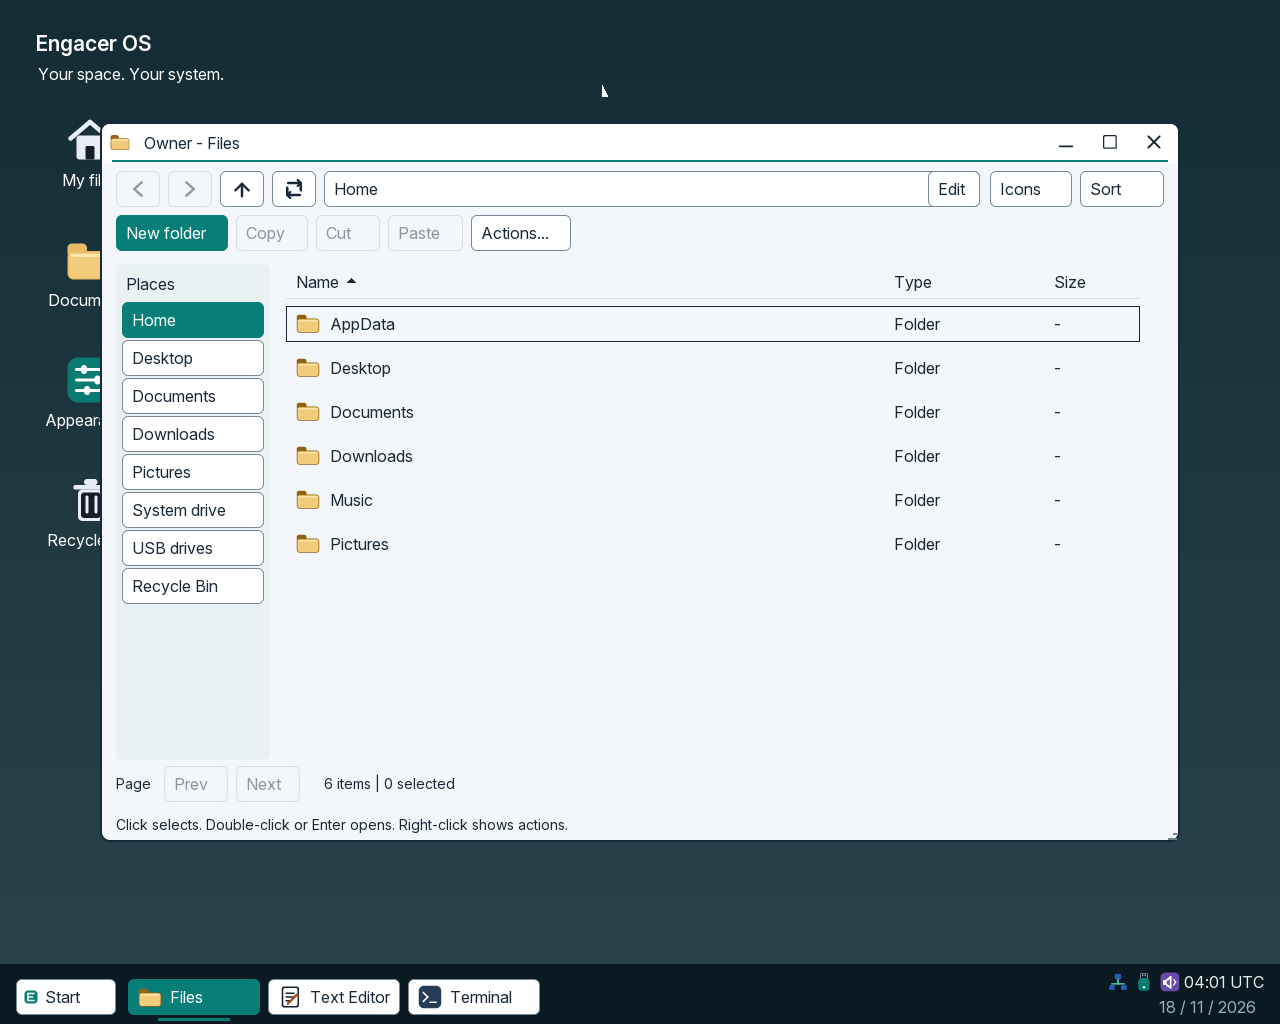 Engacer OS
Your space. Your system.
My fil
Docum
Appeara
Recycle
Owner - Files
Home
Edit
Icons
Sort
New folder
Copy
Cut
Paste
Actions...
Places
Home
Desktop
Documents
Downloads
Pictures
System drive
USB drives
Recycle Bin
Name Type Size
AppData Folder -
Desktop Folder -
Documents Folder -
Downloads Folder -
Music Folder -
Pictures Folder -
Page Prev Next 6 items | 0 selected
Click selects. Double-click or Enter opens. Right-click shows actions.
Start
Files
Text Editor
Terminal
04:01 UTC
18 / 11 / 2026